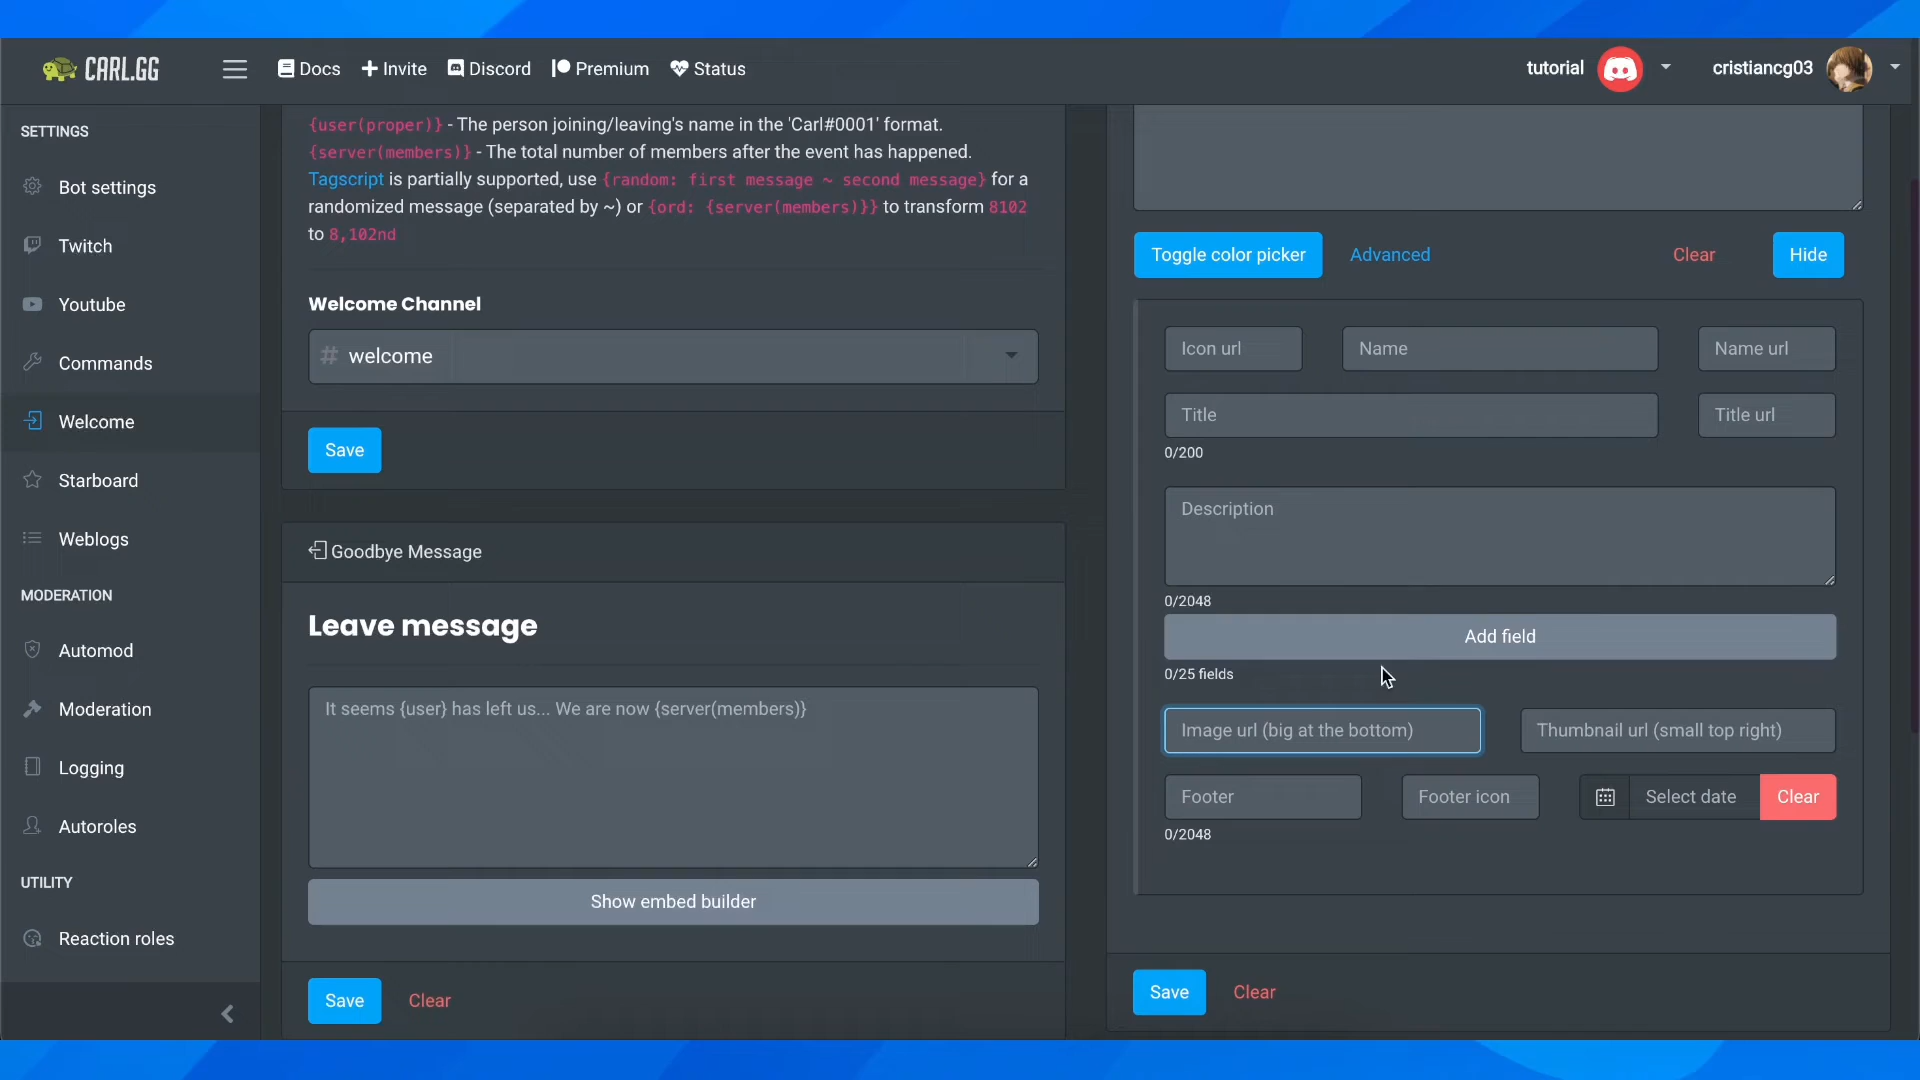 CARL.GG
Docs
Invite
Discord
Premium
Status
tutorial
cristiancg03
SETTINGS
Bot settings
Twitch
Youtube
Commands
Welcome
Starboard
Weblogs
MODERATION
Automod
Moderation
Logging
Autoroles
UTILITY
Reaction roles
{user(proper)} - The person joining/leaving's name in the 'Carl#0001' format.
{server(members)} - The total number of members after the event has happened.
Tagscript is partially supported, use {random: first message ~ second message} for a
randomized message (separated by ~) or {ord: {server(members)}} to transform 8102
to 8,102nd
Welcome Channel
# welcome
Save
Goodbye Message
Leave message
It seems {user} has left us... We are now {server(members)}
Show embed builder
Save
Clear
Toggle color picker
Advanced
Clear
Hide
Icon url
Name
Name url
Title
Title url
0/200
Description
0/2048
Add field
0/25 fields
Image url (big at the bottom)
Thumbnail url (small top right)
Footer
Footer icon
Select date
Clear
0/2048
Save
Clear